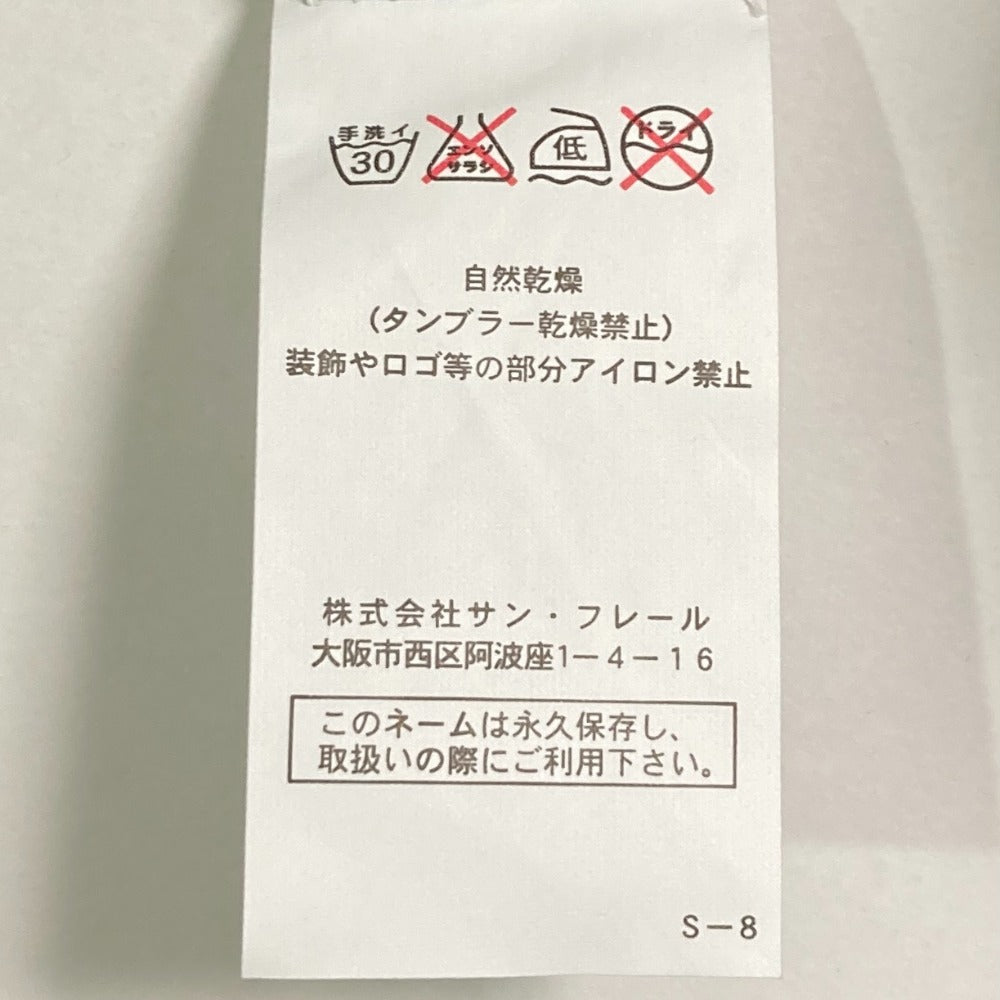 手洗イ
30
エンソ
サラシ
低
ドライ
自然乾燥
(タンブラー乾燥禁止)
装飾やロゴ等の部分アイロン禁止
株式会社サン・フレール
大阪市西区阿波座1－4－16
このネームは永久保存し、
取扱いの際にご利用下さい。
S－8